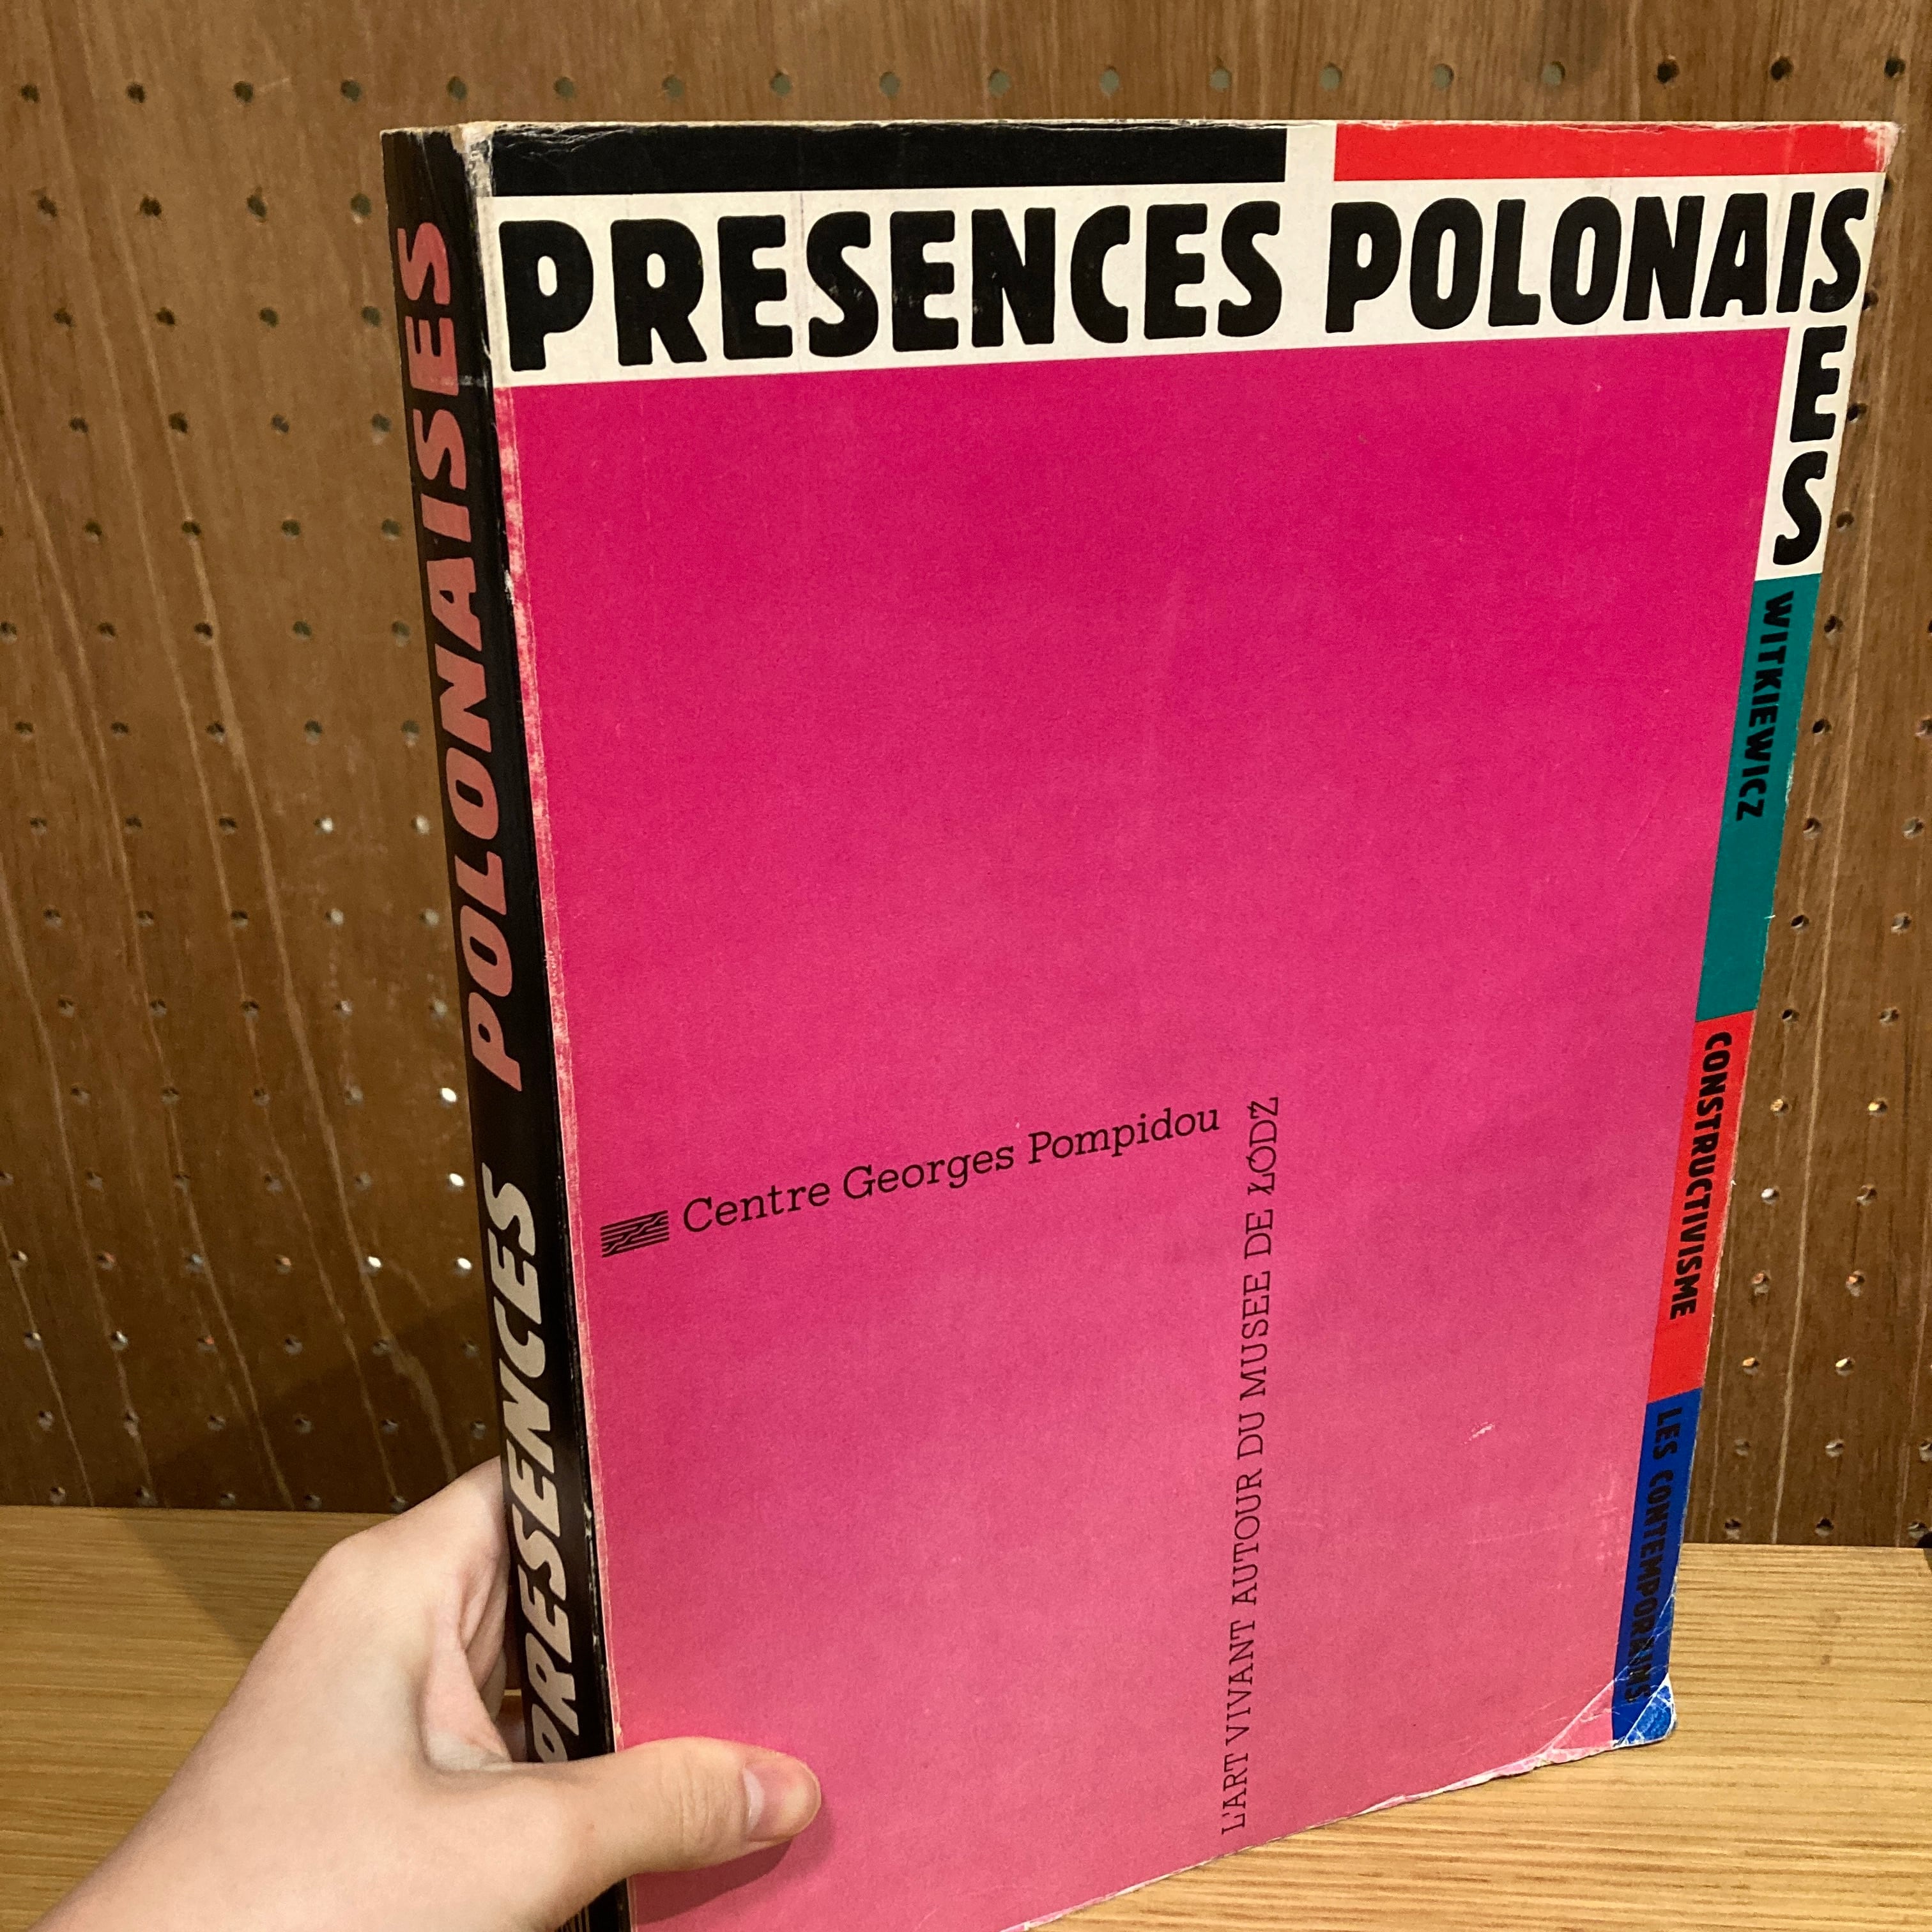 PRESENCES POLONAISES
PRESENCES POLONAISES
WITKIEWICZ
CONSTRUCTIVISME
LES CONTEMPORAINS
Centre Georges Pompidou
L'ART VIVANT AUTOUR DU MUSEE DE ŁÓDŹ